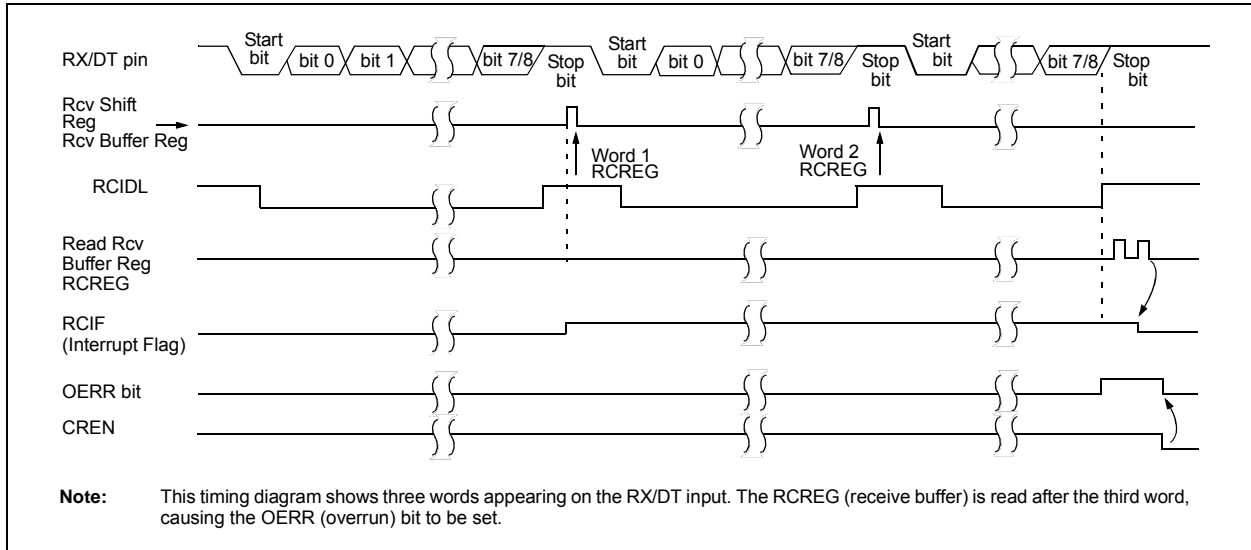 Start
bit
bit 0
bit 1
bit 7/8
Stop
bit
Start
bit
bit 0
bit 7/8
Stop
bit
Start
bit
bit 7/8
Stop
bit
RX/DT pin
Rcv Shift
Reg
Rcv Buffer Reg
Word 1
RCREG
Word 2
RCREG
RCIDL
Read Rcv
Buffer Reg
RCREG
RCIF
(Interrupt Flag)
OERR bit
CREN
Note: This timing diagram shows three words appearing on the RX/DT input. The RCREG (receive buffer) is read after the third word,
causing the OERR (overrun) bit to be set.